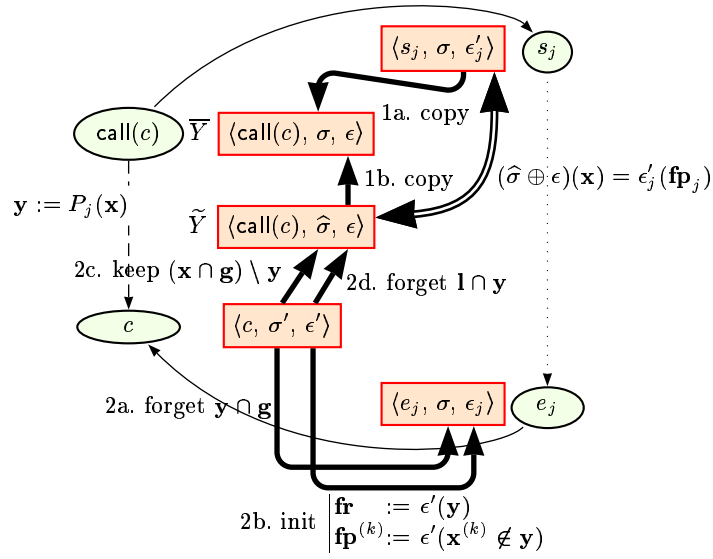 ⟨s_j, σ, ϵ′_j⟩
s_j
1a. copy
call(c)
Y̅ ⟨call(c), σ, ϵ⟩
1b. copy
(σ̂ ⊕ ϵ)(x) = ϵ′_j(fp_j)
y := P_j(x)
Ỹ ⟨call(c), σ̂, ϵ⟩
2c. keep (x ∩ g) \ y
2d. forget l ∩ y
c
⟨c, σ′, ϵ′⟩
2a. forget y ∩ g
⟨e_j, σ, ϵ_j⟩
e_j
2b. init
fr := ϵ′(y)
fp^(k) := ϵ′(x^(k) ∉ y)